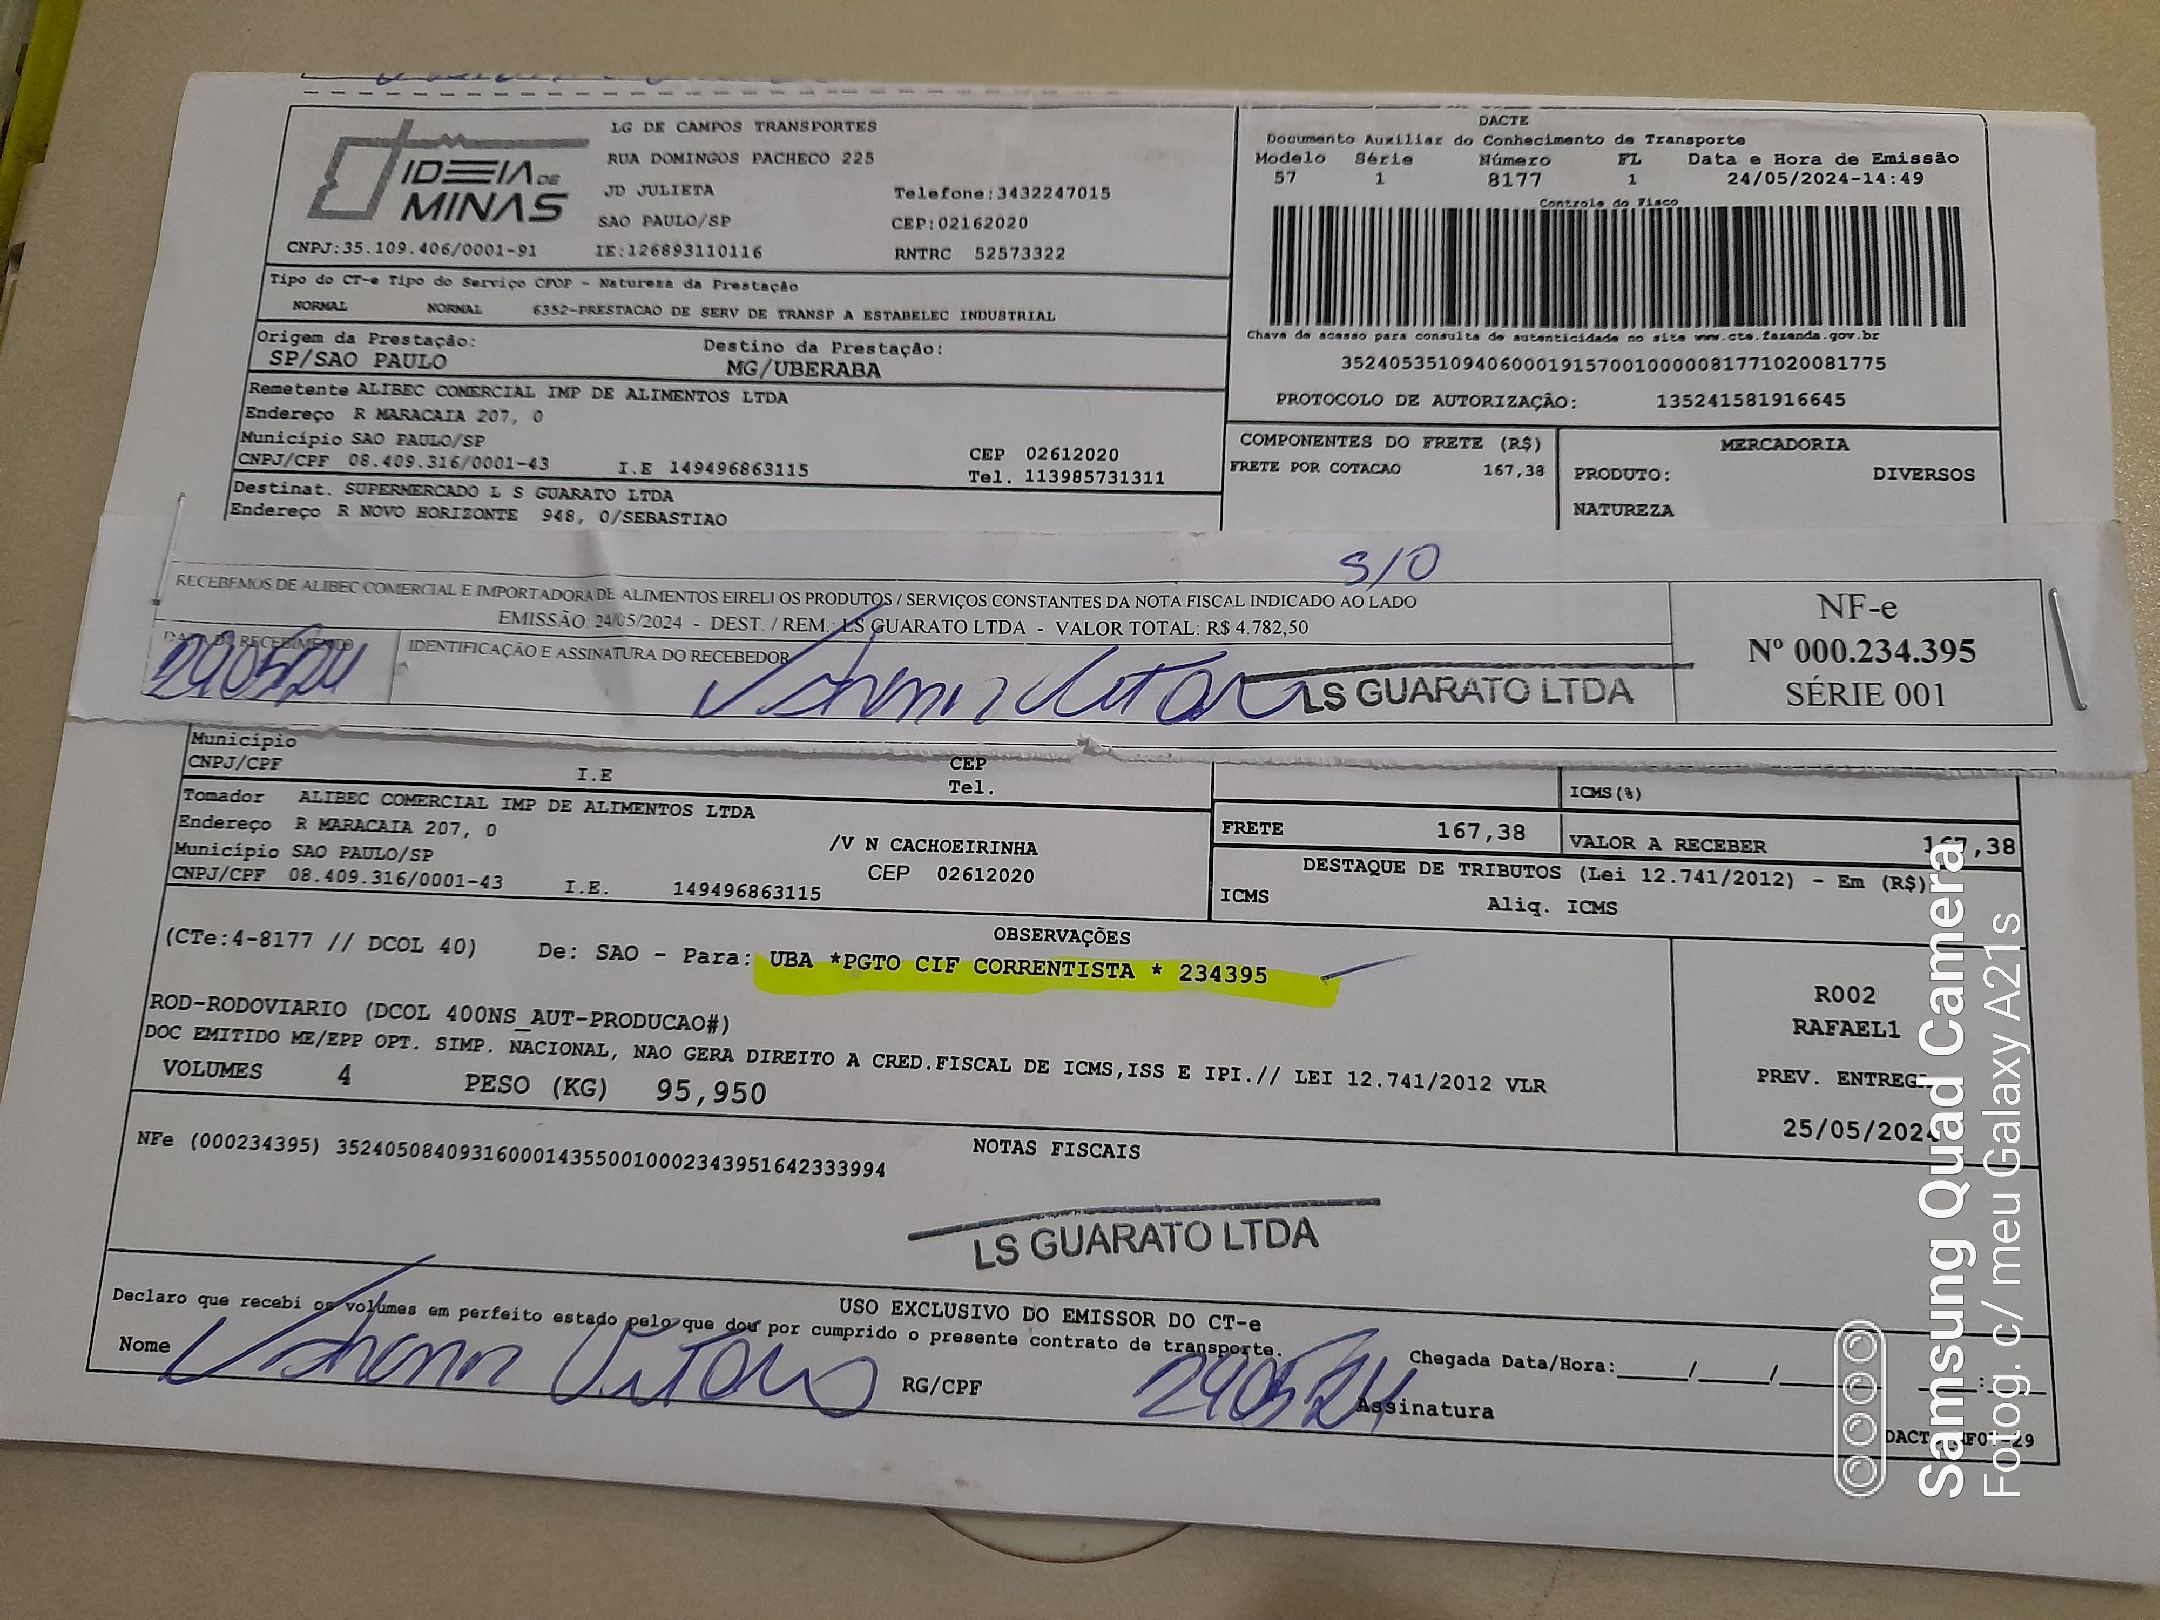 IDEIA DE
MINAS
LG DE CAMPOS TRANSPORTES
RUA DOMINGOS PACHECO 225
JD JULIETA Telefone:3432247015
SAO PAULO/SP CEP:02162020
CNPJ:35.109.406/0001-91 IE:126893110116 RNTRC 52573322
DACTE
Documento Auxiliar do Conhecimento de Transporte
Modelo Série Número FL Data e Hora de Emissão
57 1 8177 1 24/05/2024-14:49
Controle do Fisco
Chave de acesso para consulta de autenticidade no site www.cte.fazenda.gov.br
35240535109406000191570010000081771020081775
PROTOCOLO DE AUTORIZAÇÃO: 135241581916645
Tipo do CT-e Tipo do Serviço CFOP - Natureza da Prestação
NORMAL NORMAL 6352-PRESTACAO DE SERV DE TRANSP A ESTABELEC INDUSTRIAL
Origem da Prestação: Destino da Prestação:
SP/SAO PAULO MG/UBERABA
Remetente ALIBEC COMERCIAL IMP DE ALIMENTOS LTDA
Endereço R MARACAIA 207, 0
Município SAO PAULO/SP CEP 02612020
CNPJ/CPF 08.409.316/0001-43 I.E 149496863115 Tel. 113985731311
Destinat. SUPERMERCADO L S GUARATO LTDA
Endereço R NOVO HORIZONTE 948, 0/SEBASTIAO
COMPONENTES DO FRETE (R$) MERCADORIA
FRETE POR COTACAO 167,38 PRODUTO: DIVERSOS
NATUREZA
S/O
RECEBEMOS DE ALIBEC COMERCIAL E IMPORTADORA DE ALIMENTOS EIRELI OS PRODUTOS / SERVIÇOS CONSTANTES DA NOTA FISCAL INDICADO AO LADO
EMISSÃO: 24/05/2024 - DEST. / REM.: LS GUARATO LTDA - VALOR TOTAL: R$ 4.782,50
DATA DE RECEBIMENTO IDENTIFICAÇÃO E ASSINATURA DO RECEBEDOR
290524
LS GUARATO LTDA
NF-e
Nº 000.234.395
SÉRIE 001
Município CEP
CNPJ/CPF I.E Tel.
Tomador ALIBEC COMERCIAL IMP DE ALIMENTOS LTDA
Endereço R MARACAIA 207, 0 /V N CACHOEIRINHA
Município SAO PAULO/SP CEP 02612020
CNPJ/CPF 08.409.316/0001-43 I.E. 149496863115
ICMS(%)
FRETE 167,38 VALOR A RECEBER 167,38
DESTAQUE DE TRIBUTOS (Lei 12.741/2012) - Em (R$)
ICMS Aliq. ICMS
OBSERVAÇÕES
(CTe:4-8177 // DCOL 40) De: SAO - Para: UBA *PGTO CIF CORRENTISTA * 234395
ROD-RODOVIARIO (DCOL 400NS_AUT-PRODUCAO#)
DOC EMITIDO ME/EPP OPT. SIMP. NACIONAL, NAO GERA DIREITO A CRED.FISCAL DE ICMS,ISS E IPI.// LEI 12.741/2012 VLR
VOLUMES 4 PESO (KG) 95,950
R002
RAFAEL1
PREV. ENTREGA
25/05/2024
NOTAS FISCAIS
NFe (000234395) 35240508409316000143550010002343951642333994
LS GUARATO LTDA
USO EXCLUSIVO DO EMISSOR DO CT-e
Declaro que recebi os volumes em perfeito estado pelo que dou por cumprido o presente contrato de transporte.
Nome RG/CPF 290524 Assinatura
Chegada Data/Hora:_____/_____/_____ ___:___
Samsung Quad Camera
Fotog. c/ meu Galaxy A21s